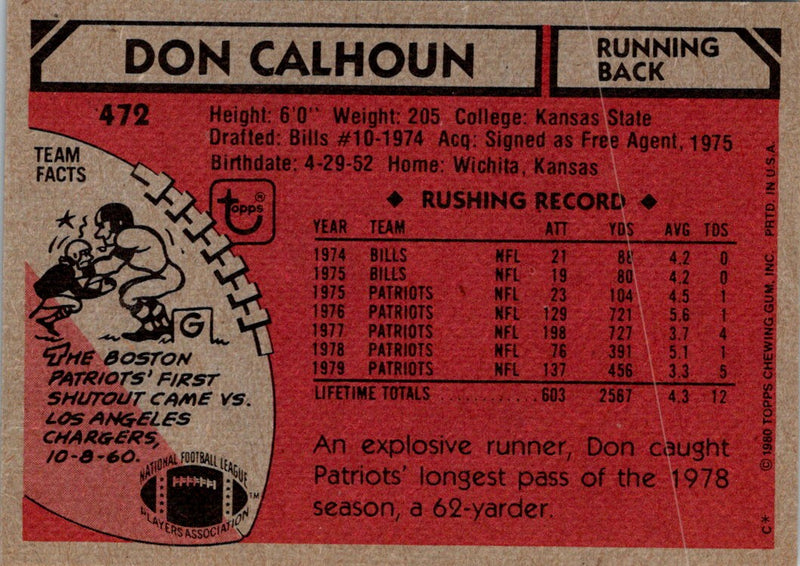 DON CALHOUN
RUNNING
BACK
472
Height: 6'0" Weight: 205 College: Kansas State
Drafted: Bills #10-1974 Acq: Signed as Free Agent, 1975
Birthdate: 4-29-52 Home: Wichita, Kansas
TEAM
FACTS
topps®
◆ RUSHING RECORD ◆
YEAR TEAM ATT YDS AVG TDS
1974 BILLS NFL 21 88 4.2 0
1975 BILLS NFL 19 80 4.2 0
1975 PATRIOTS NFL 23 104 4.5 1
1976 PATRIOTS NFL 129 721 5.6 1
1977 PATRIOTS NFL 198 727 3.7 4
1978 PATRIOTS NFL 76 391 5.1 1
1979 PATRIOTS NFL 137 456 3.3 5
LIFETIME TOTALS 603 2567 4.3 12
G
THE BOSTON
PATRIOTS' FIRST
SHUTOUT CAME VS.
LOS ANGELES
CHARGERS,
10-8-60.
NATIONAL FOOTBALL LEAGUE
PLAYERS ASSOCIATION™
An explosive runner, Don caught
Patriots' longest pass of the 1978
season, a 62-yarder.
C* © 1980 TOPPS CHEWING GUM, INC. PRTD. IN U.S.A.